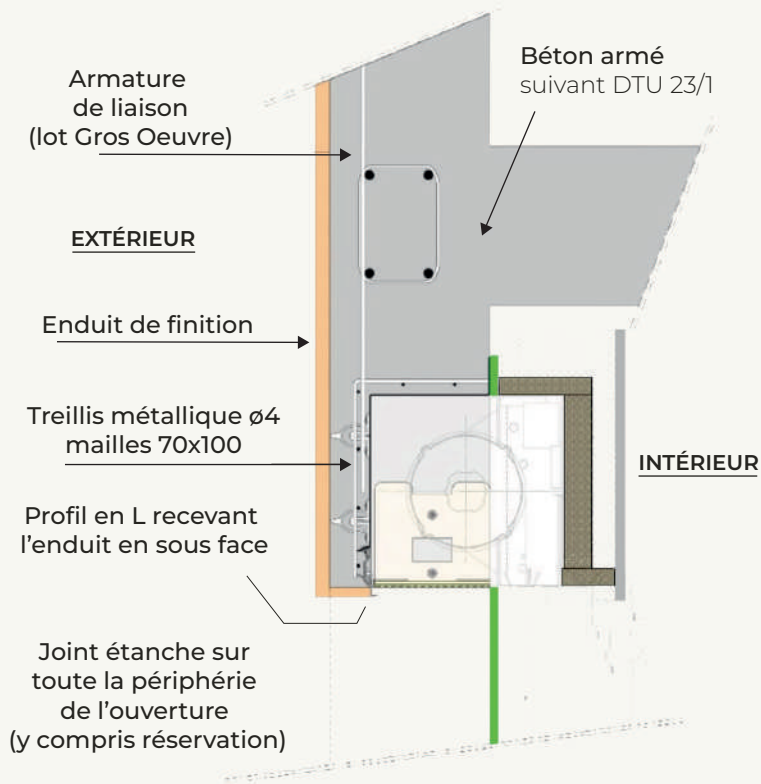 Armature
de liaison
(lot Gros Oeuvre)
Béton armé
suivant DTU 23/1
EXTÉRIEUR
Enduit de finition
Treillis métallique ø4
mailles 70x100
INTÉRIEUR
Profil en L recevant
l'enduit en sous face
Joint étanche sur
toute la périphérie
de l'ouverture
(y compris réservation)